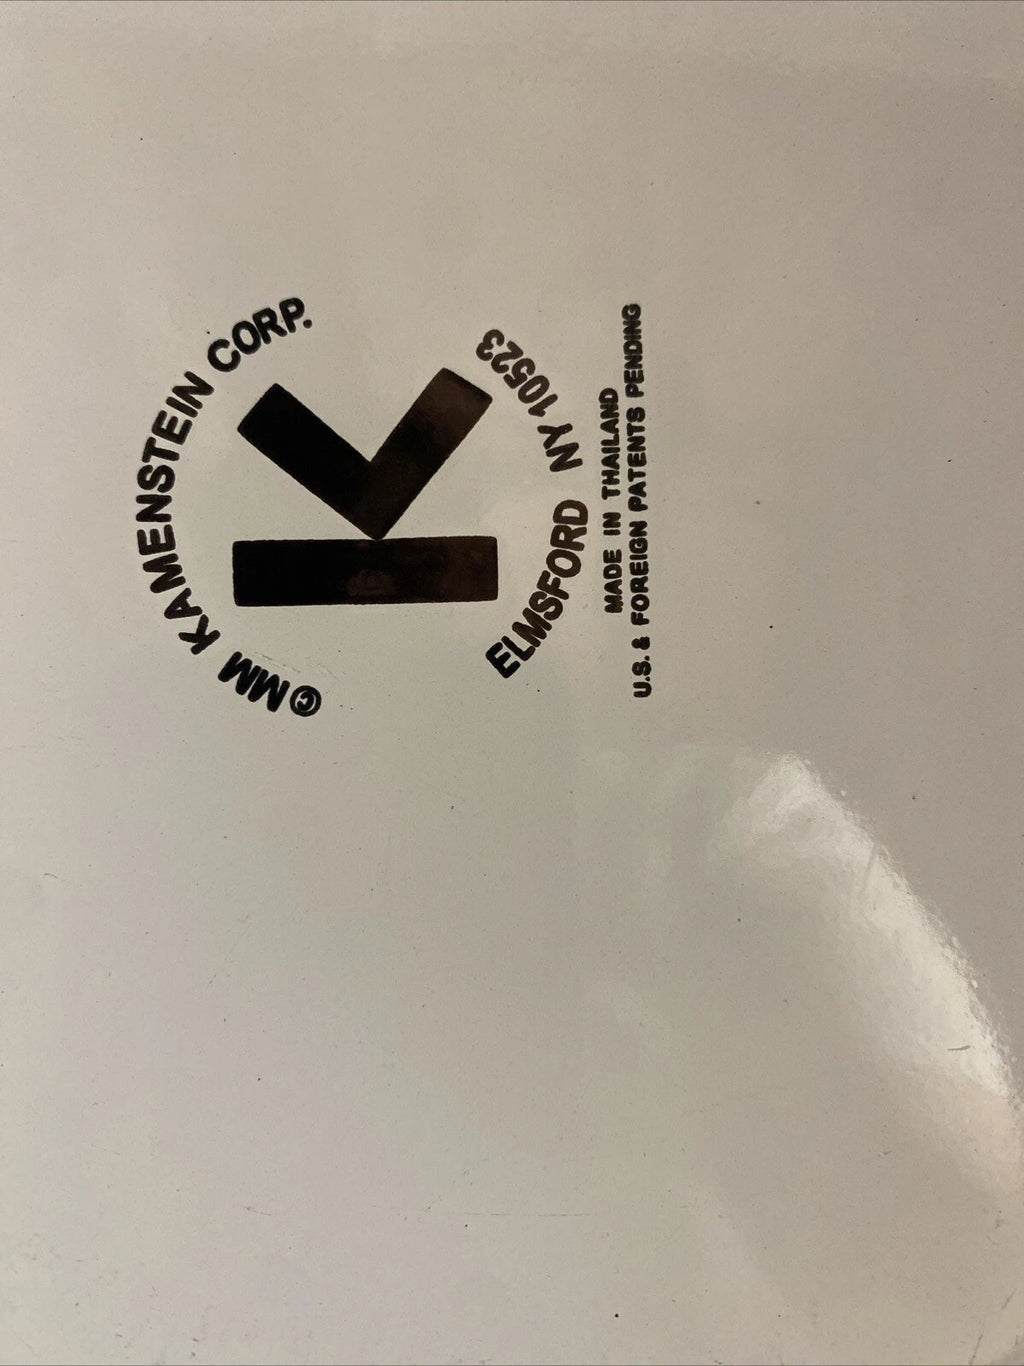 ©MM KAMENSTEIN CORP.
K
ELMSFORD NY 10523
MADE IN THAILAND
U.S. & FOREIGN PATENTS PENDING